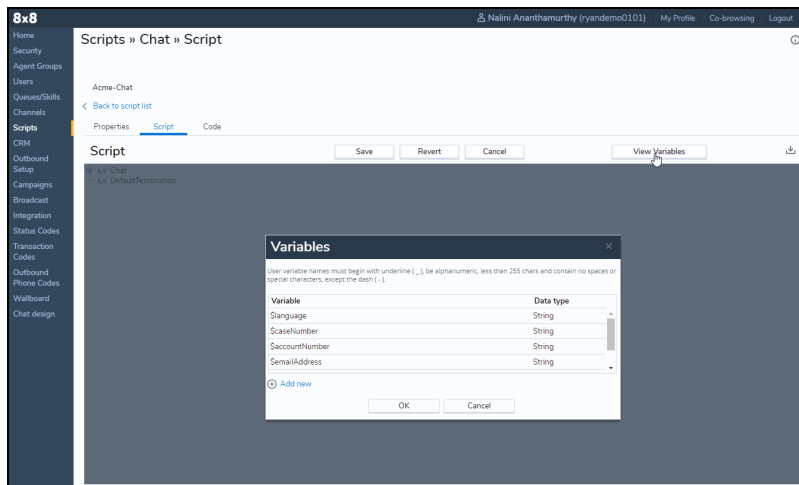 8x8
Nalini Ananthamurthy (ryandemo0101) | My Profile | Co-browsing | Logout
Home
Security
Agent Groups
Users
Queues/Skills
Channels
Scripts
CRM
Outbound
Setup
Campaigns
Broadcast
Integration
Status Codes
Transaction
Codes
Outbound
Phone Codes
Wallboard
Chat design
Scripts » Chat » Script
Acme-Chat
Back to script list
Properties Script Code
Script Save Revert Cancel View Variables
</> Chat
</> DefaultTermination
Variables
User variable names must begin with underline ( _ ), be alphanumeric, less than 255 chars and contain no spaces or
special characters, except the dash ( - ).
Variable Data type
$language String
$caseNumber String
$accountNumber String
$emailAddress String
Add new
OK Cancel